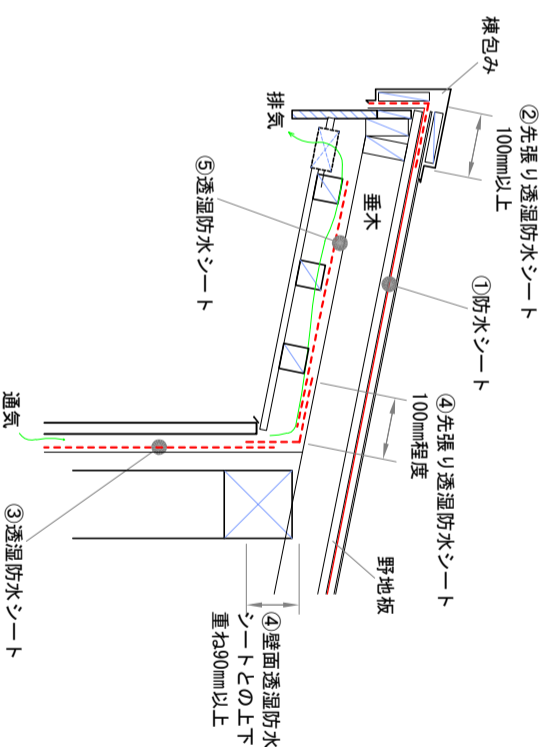 棟包み
②先張り透湿防水シート
100mm以上
排気
⑤透湿防水シート
垂木
①防水シート
④先張り透湿防水シート
100mm程度
通気
③透湿防水シート
野地板
④壁面透湿防水
シートとの上下
重ね90mm以上